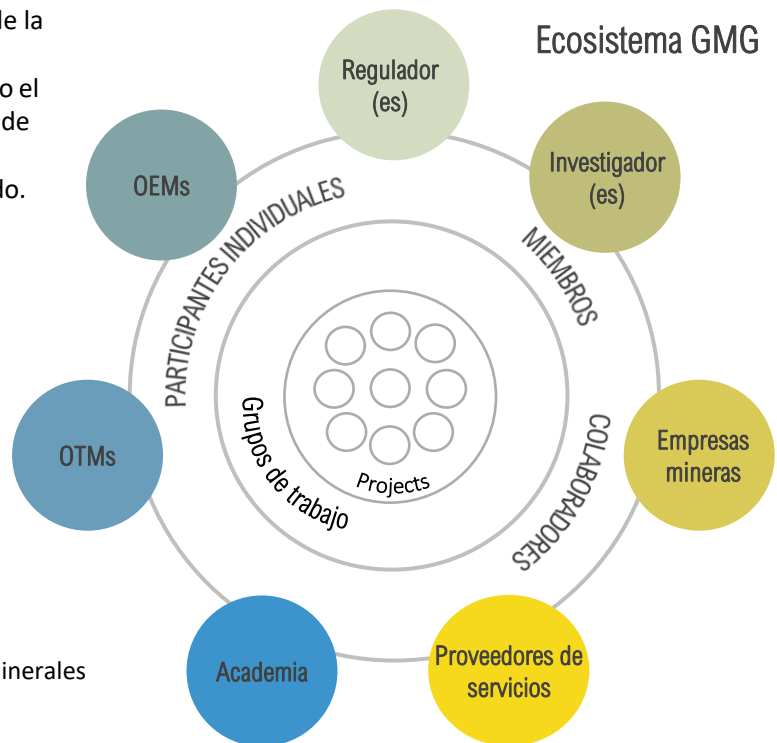 de la
o el
de
do.
Ecosistema GMG
Regulador
(es)
Investigador
(es)
OEMs
PARTICIPANTES INDIVIDUALES
MIEMBROS
OTMs
Grupos de trabajo
Projects
COLABORADORES
Empresas
mineras
Academia
Proveedores de
servicios
inerales